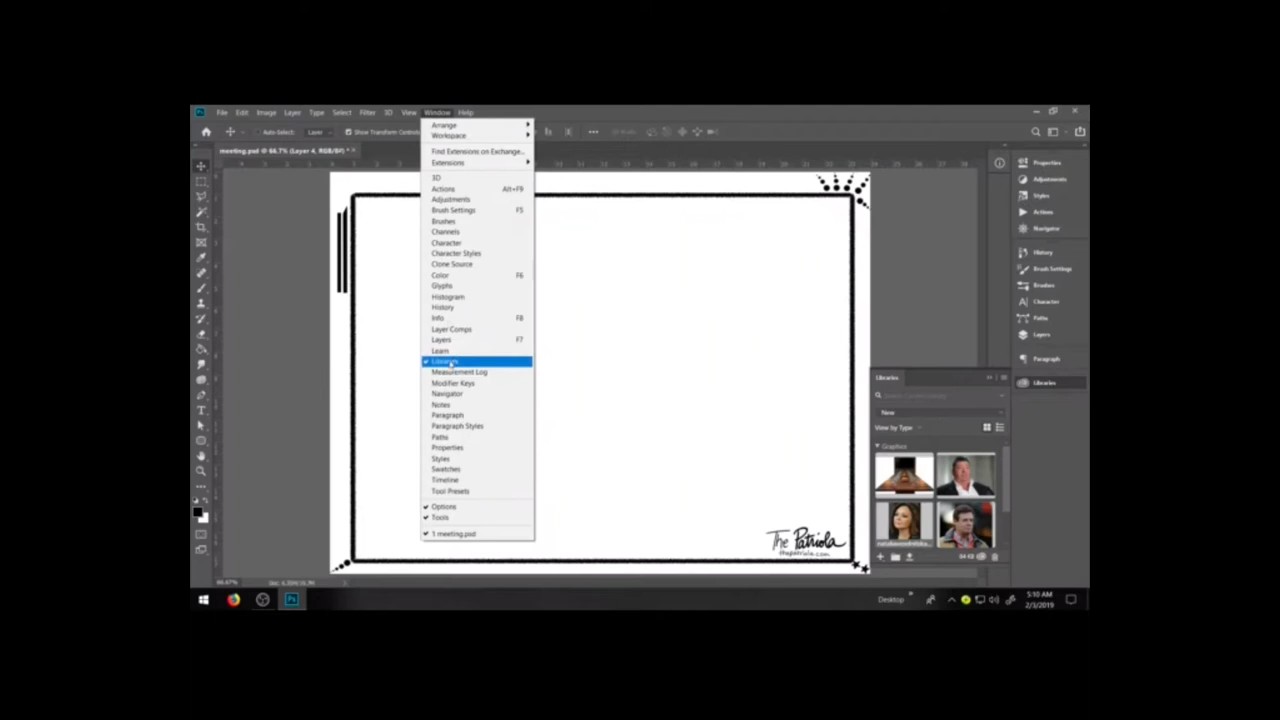 File Edit Image Layer Type Select Filter 3D View Window Help
Auto-Select: Layer Show Transform Controls
meeting.psd @ 66.7% (Layer 4, RGB/8#) *
Arrange
Workspace
Find Extensions on Exchange...
Extensions
3D
Actions Alt+F9
Adjustments
Brush Settings F5
Brushes
Channels
Character
Character Styles
Clone Source
Color F6
Glyphs
Histogram
History
Info F8
Layer Comps
Layers F7
Learn
Libraries
Measurement Log
Modifier Keys
Navigator
Notes
Paragraph
Paragraph Styles
Paths
Properties
Styles
Swatches
Timeline
Tool Presets
Options
Tools
1 meeting.psd
The Patriola
thepatriola.com
Properties
Adjustments
Styles
Actions
Navigator
History
Brush Settings
Brushes
Character
Paths
Layers
Paragraph
Libraries
Libraries
Search Current Library
New
View by Type
Graphics
66.67%
Desktop
5:10 AM
2/3/2019